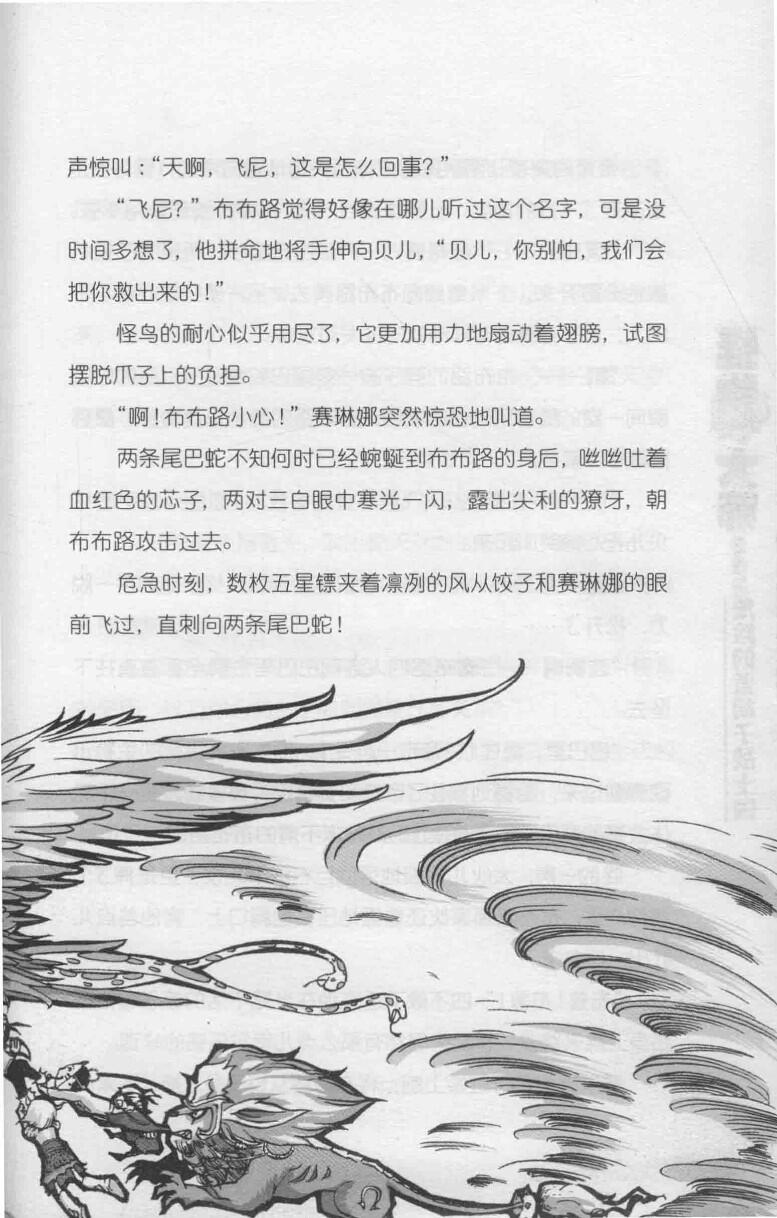 声惊叫：“天啊，飞尼，这是怎么回事？”
“飞尼？”布布路觉得好像在哪儿听过这个名字，可是没
时间多想了，他拼命地将手伸向贝儿，“贝儿，你别怕，我们会
把你救出来的！”
怪鸟的耐心似乎用尽了，它更加用力地扇动着翅膀，试图
摆脱爪子上的负担。
“啊！布布路小心！”赛琳娜突然惊恐地叫道。
两条尾巴蛇不知何时已经蜿蜒到布布路的身后，咝咝吐着
血红色的芯子，两对三白眼中寒光一闪，露出尖利的獠牙，朝
布布路攻击过去。
危急时刻，数枚五星镖夹着凛冽的风从饺子和赛琳娜的眼
前飞过，直刺向两条尾巴蛇！